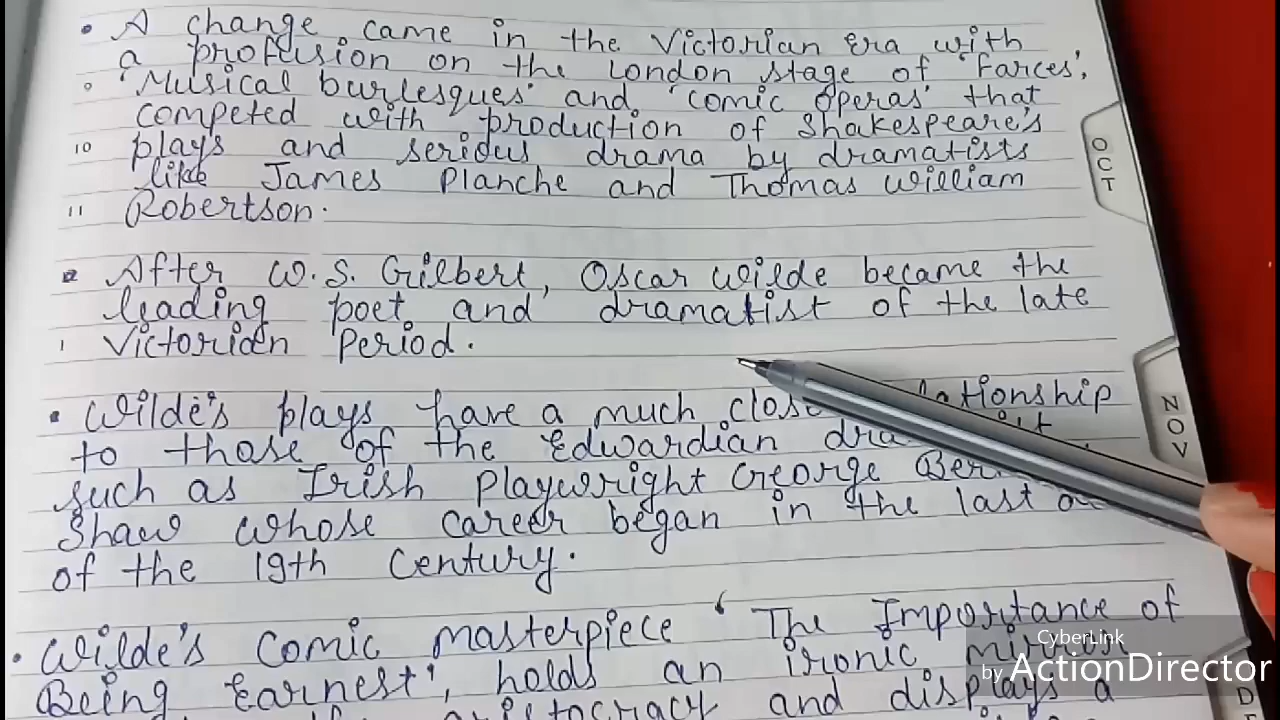 • A change came in the Victorian Era with
a profusion on the London stage of 'Farces',
'Musical burlesques' and 'comic operas' that
competed with production of Shakespeare's
10 plays and serious drama by dramatists
like James Planche and Thomas William
11 Robertson.
• After W. S. Gilbert, Oscar Wilde became the
leading poet and dramatist of the late
1 Victorian Period.
• Wilde's plays have a much
to those of the Edwardian
such as Irish Playwright George
Shaw whose career began in the last
of the 19th Century.
• Wilde's Comic masterpiece 'The Importance of
Being Earnest', holds an ironic mirror
and displays a
OCT
NOV
CyberLink
by ActionDirector